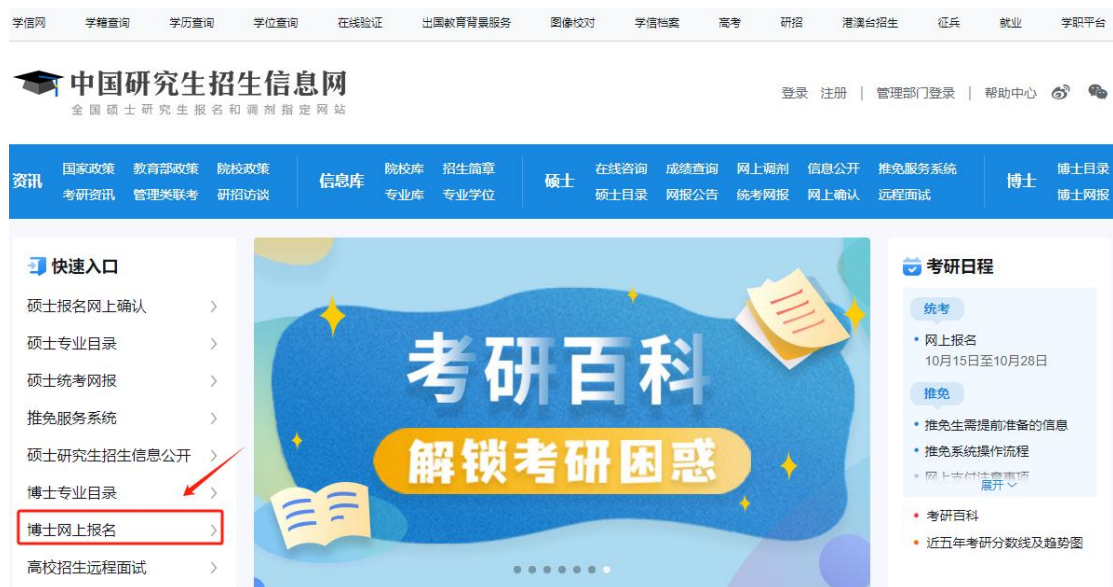 学信网 学籍查询 学历查询 学位查询 在线验证 出国教育背景服务 图像校对 学信档案 高考 研招 港澳台招生 征兵 就业 学职平台
中国研究生招生信息网
全国硕士研究生报名和调剂指定网站
登录 注册 | 管理部门登录 | 帮助中心
资讯
国家政策 教育部政策 院校政策
考研资讯 管理类联考 研招访谈
信息库
院校库 招生简章
专业库 专业学位
硕士
在线咨询 成绩查询 网上调剂 信息公开 推免服务系统
硕士目录 网报公告 统考网报 网上确认 远程面试
博士
博士目录
博士网报
快速入口
硕士报名网上确认
硕士专业目录
硕士统考网报
推免服务系统
硕士研究生招生信息公开
博士专业目录
博士网上报名
高校招生远程面试
考研百科
解锁考研困惑
考研日程
统考
网上报名
10月15日至10月28日
推免
推免生需提前准备的信息
推免系统操作流程
网上支付注意事项
展开
考研百科
近五年考研分数线及趋势图